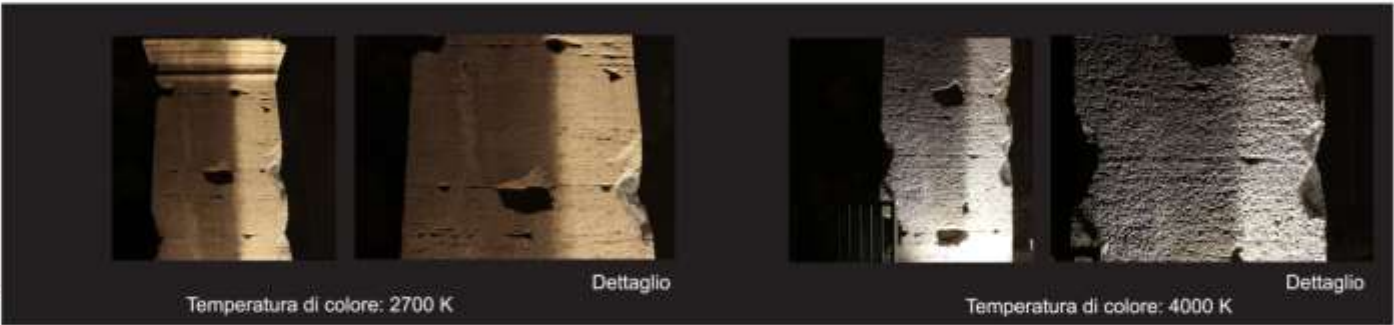 Dettaglio
Temperatura di colore: 2700 K
Dettaglio
Temperatura di colore: 4000 K